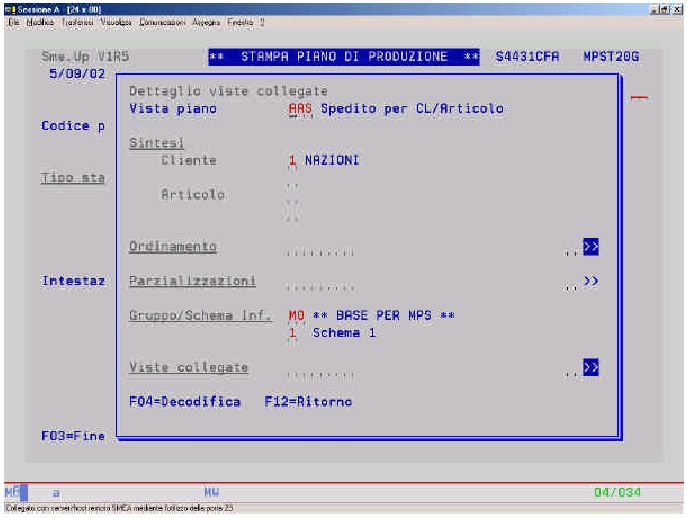 Sessione A - [24 x 80]
File Modifica Trasferisci Visualizza Comunicazioni Assegna Finestra ?
Sme.Up V1R5 ** STAMPA PIANO DI PRODUZIONE ** S4431CFA MPST20G
5/09/02
Dettaglio viste collegate
Vista piano AAS Spedito per CL/Articolo
Codice p
Sintesi
Cliente 1 NAZIONI
Tipo sta
Articolo
Ordinamento >>
Intestaz Parzializzazioni >>
Gruppo/Schema Inf. MO ** BASE PER MPS **
1 Schema 1
Viste collegate >>
F04=Decodifica F12=Ritorno
F03=Fine
a MW 04/034
Collegato con server/host remoto SMEA mediante l'utilizzo della porta 23